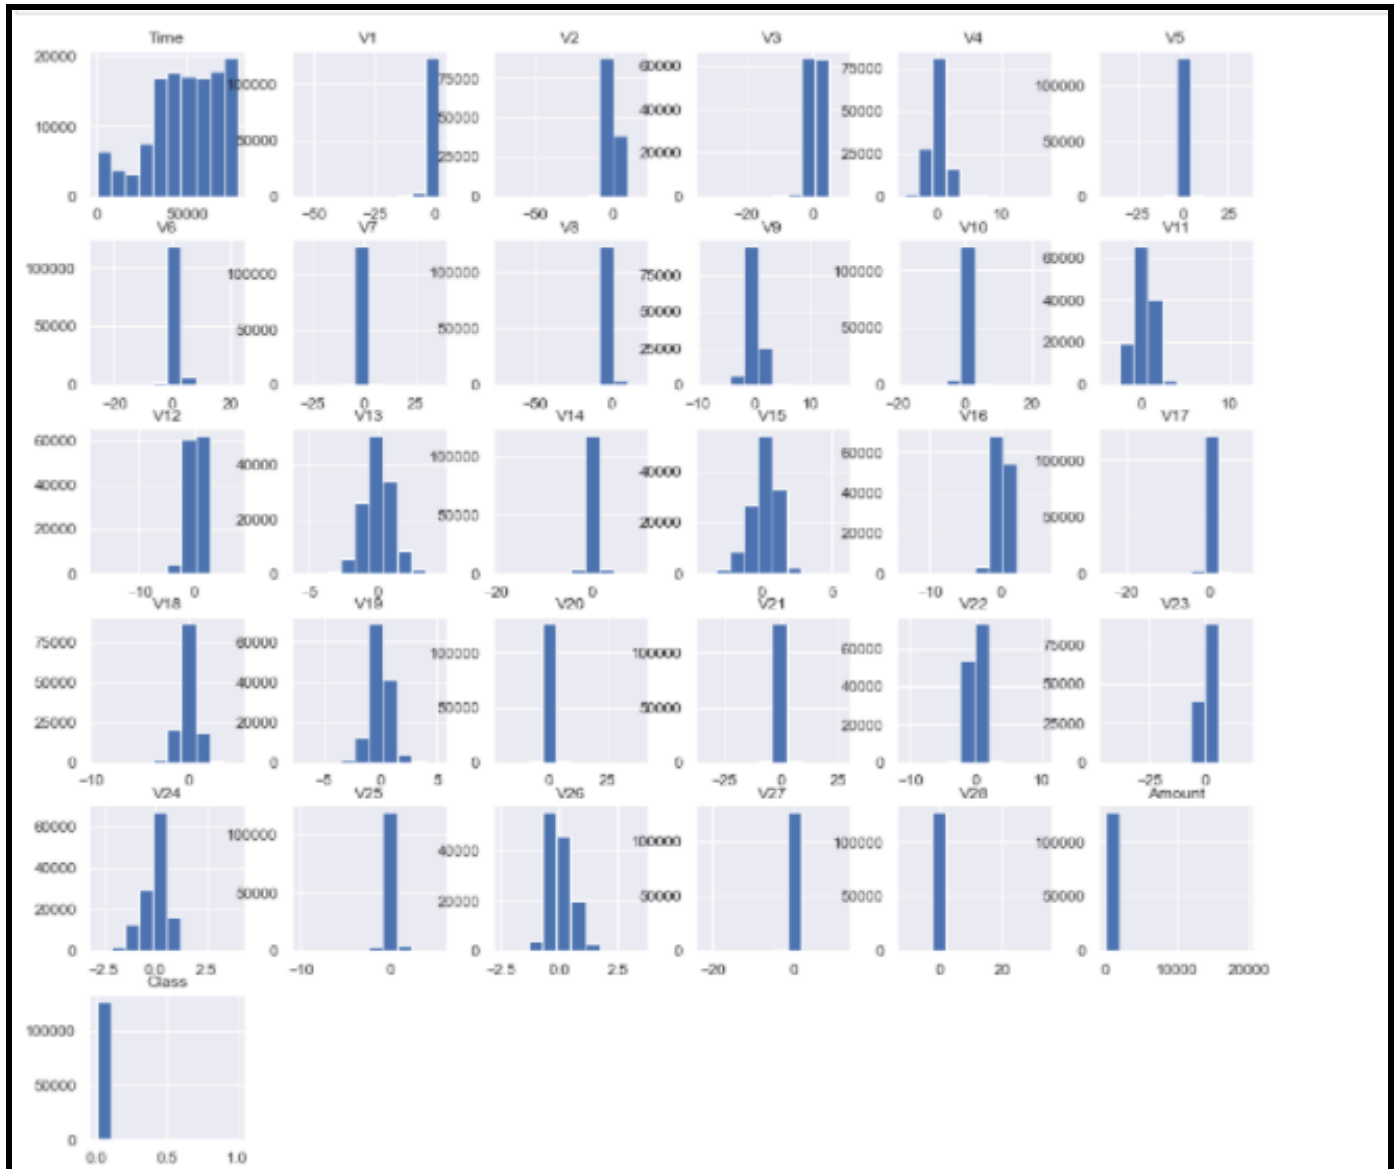 Time
20000
10000
0
0 50000
V1
100000
50000
0
−50 −25 0
V2
75000
50000
25000
0
−50 0
V3
60000
40000
20000
0
−20 0
V4
75000
50000
25000
0
0 10
V5
100000
50000
0
−25 0 25
V6
100000
50000
0
−20 0 20
V7
100000
50000
0
−25 0 25
V8
100000
50000
0
−50 0
V9
75000
50000
25000
0
−10 0 10
V10
100000
50000
0
−20 0 20
V11
60000
40000
20000
0
0 10
V12
60000
40000
20000
0
−10 0
V13
40000
20000
0
−5 0
V14
100000
50000
0
−20 0
V15
40000
20000
0
0 5
V16
60000
40000
20000
0
−10 0
V17
100000
50000
0
−20 0
V18
75000
50000
25000
0
−10 0
V19
60000
40000
20000
0
−5 0 5
V20
100000
50000
0
0 25
V21
100000
50000
0
−25 0 25
V22
60000
40000
20000
0
−10 0 10
V23
75000
50000
25000
0
−25 0
V24
60000
40000
20000
0
−2.5 0.0 2.5
V25
100000
50000
0
−10 0
V26
40000
20000
0
−2.5 0.0 2.5
V27
100000
50000
0
−20 0
V28
100000
50000
0
0 20
Amount
100000
50000
0
0 10000 20000
Class
100000
50000
0
0.0 0.5 1.0